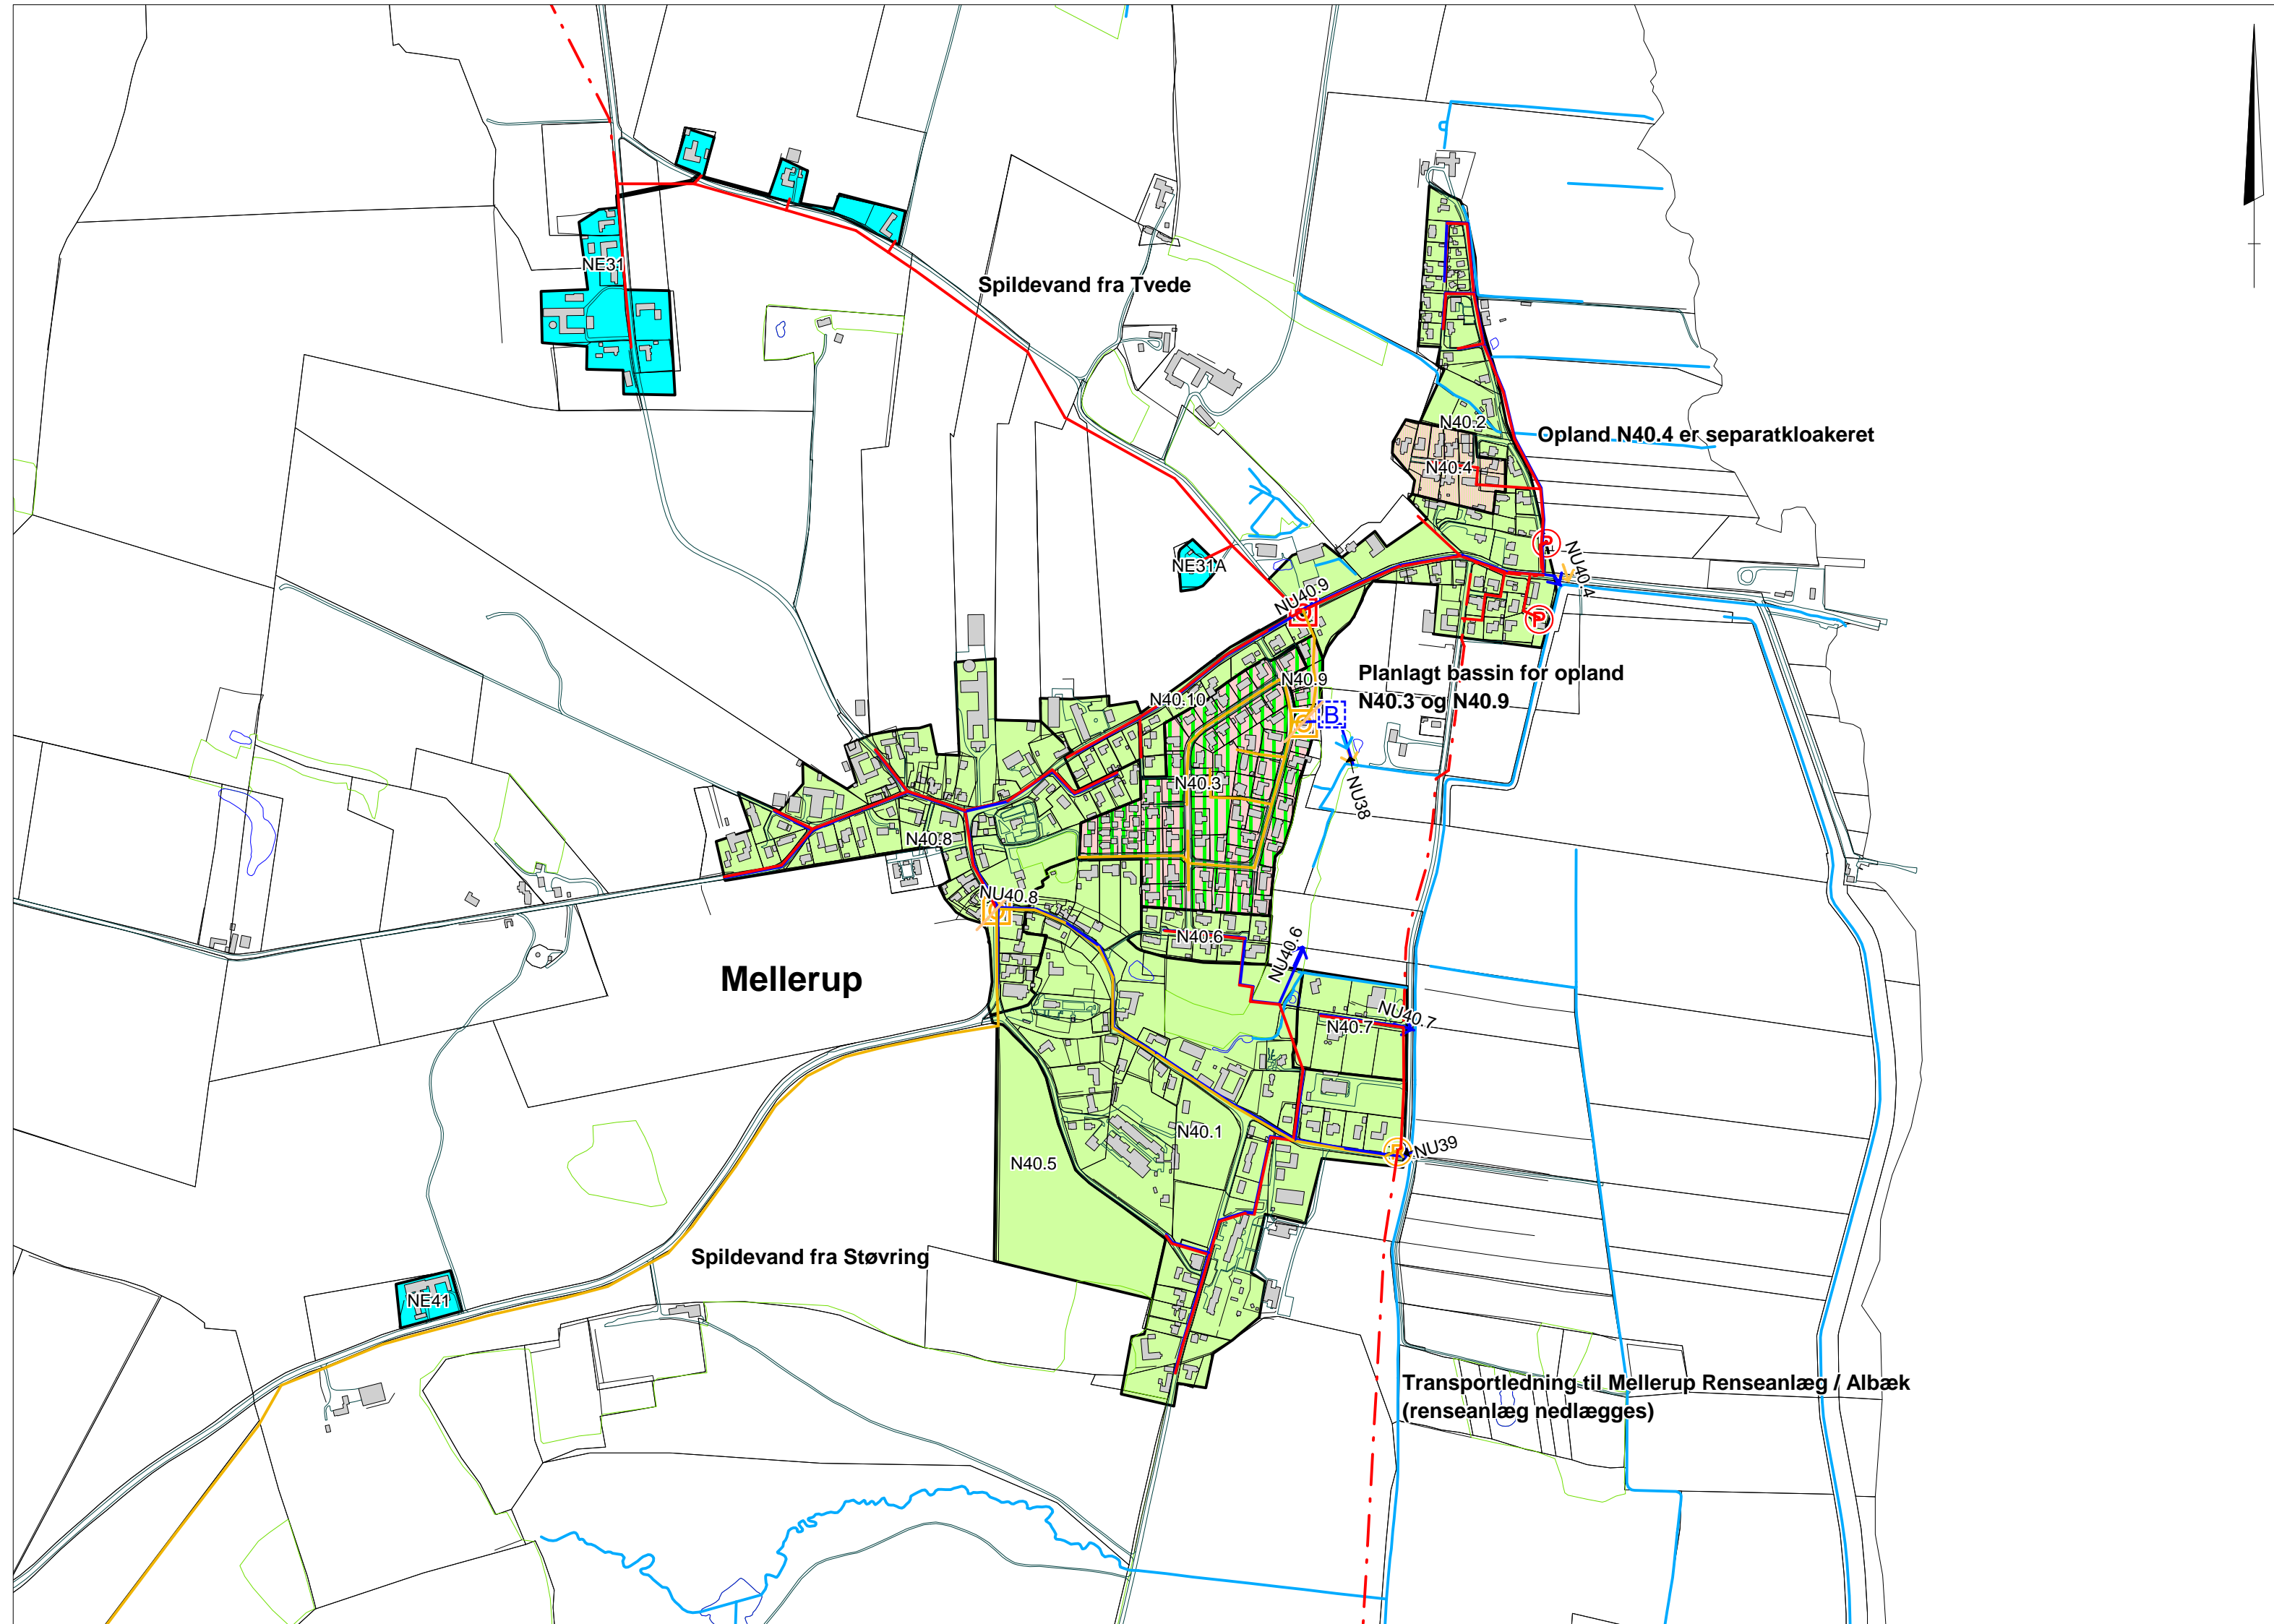 NE31
Spildevand fra Tvede
N40.2
Opland N40.4 er separatkloakeret
N40.4
P
NU40.4
NE31A
NU40.9
P
Planlagt bassin for opland
N40.3 og N40.9
N40.9
N40.10
B
N40.3
NU38
N40.8
NU40.8
N40.6
NU40.6
Mellerup
NU40.7
N40.7
N40.1
NU39
N40.5
Spildevand fra Støvring
NE41
Transportledning til Mellerup Renseanlæg / Albæk
(renseanlæg nedlægges)